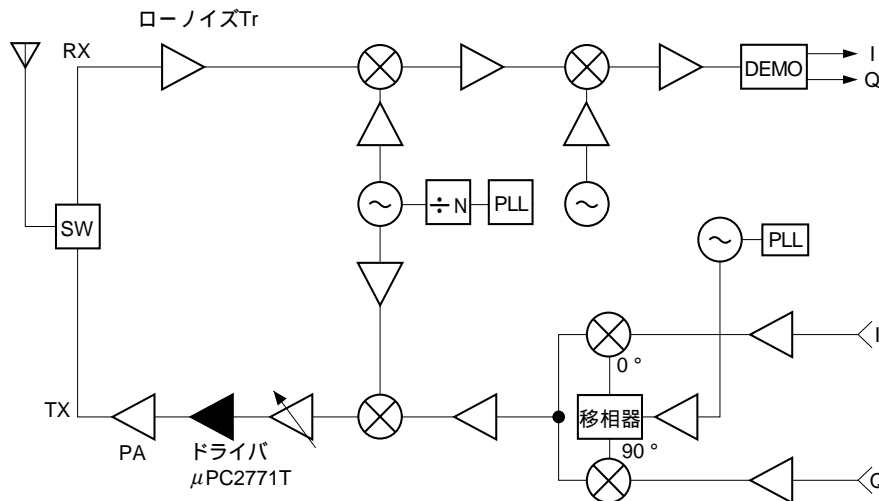 ローノイズTr
RX
I
DEMO
Q
÷N
PLL
SW
PLL
I
0°
TX
移相器
PA
ドライバ
μPC2771T
90°
Q